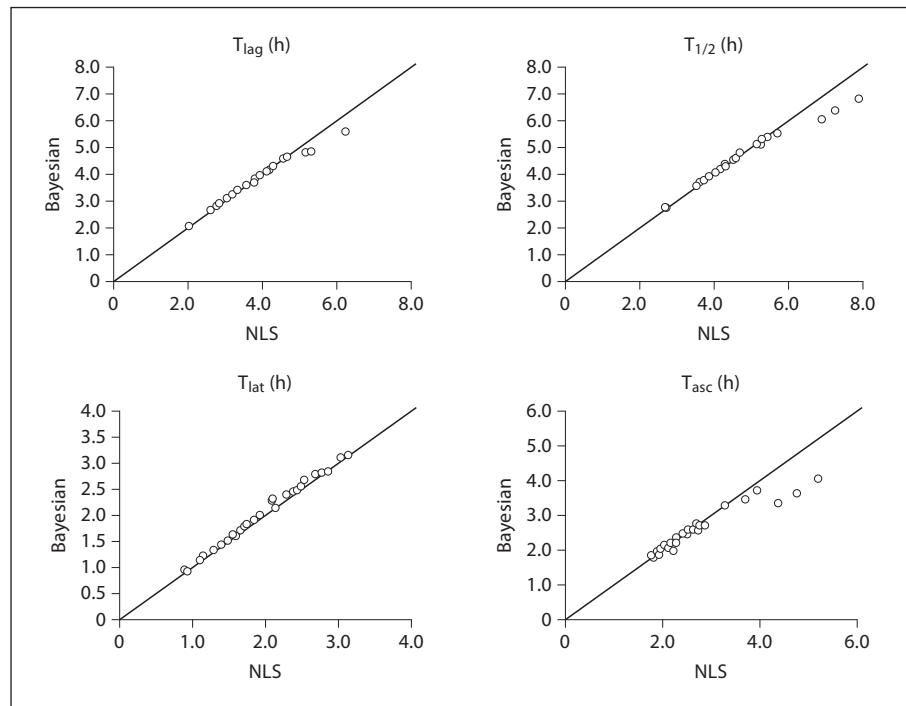 T_lag (h)
8.0
7.0
6.0
5.0
4.0
3.0
2.0
1.0
0
Bayesian
0 2.0 4.0 6.0 8.0
NLS
T_1/2 (h)
8.0
7.0
6.0
5.0
4.0
3.0
2.0
1.0
0
Bayesian
0 2.0 4.0 6.0 8.0
NLS
T_lat (h)
4.0
3.5
3.0
2.5
2.0
1.5
1.0
0.5
0
Bayesian
0 1.0 2.0 3.0 4.0
NLS
T_asc (h)
6.0
5.0
4.0
3.0
2.0
1.0
0
Bayesian
0 2.0 4.0 6.0
NLS